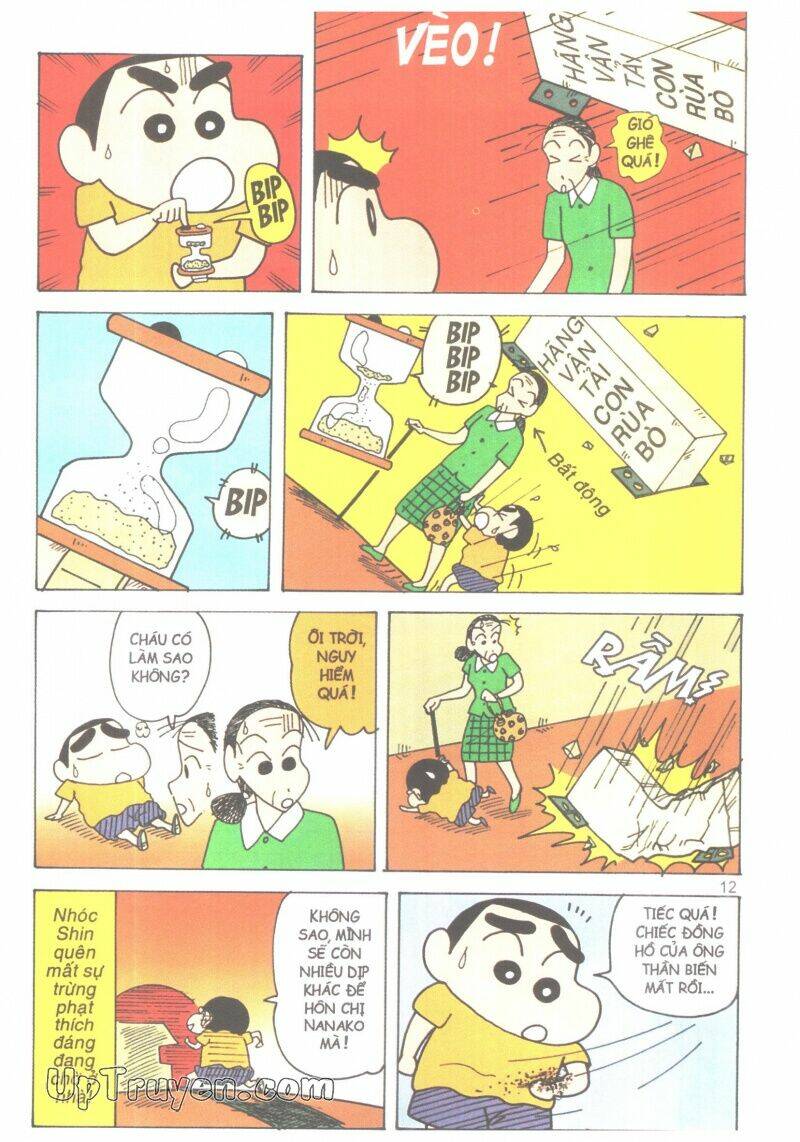 BIP
BIP
VÈO!
HÃNG
VẬN
TẢI
CON
RÙA
BÒ
GIÓ
GHÊ
QUÁ!
BIP
BIP
BIP
BIP
HÃNG
VẬN
TẢI
CON
RÙA
BÒ
Bất động
CHÁU CÓ
LÀM SAO
KHÔNG?
ÔI TRỜI,
NGUY
HIỂM
QUÁ!
RẦM!
12
Nhóc
Shin
quên
mất sự
trừng
phạt
thích
đáng
đang
nhà!
KHÔNG
SAO, MÌNH
SẼ CÒN
NHIỀU DỊP
KHÁC ĐỂ
HÔN CHỊ
NANAKO
MÀ!
TIẾC QUÁ!
CHIẾC ĐỒNG
HỒ CỦA ÔNG
THẦN BIẾN
MẤT RỒI...
UpTruyen.com